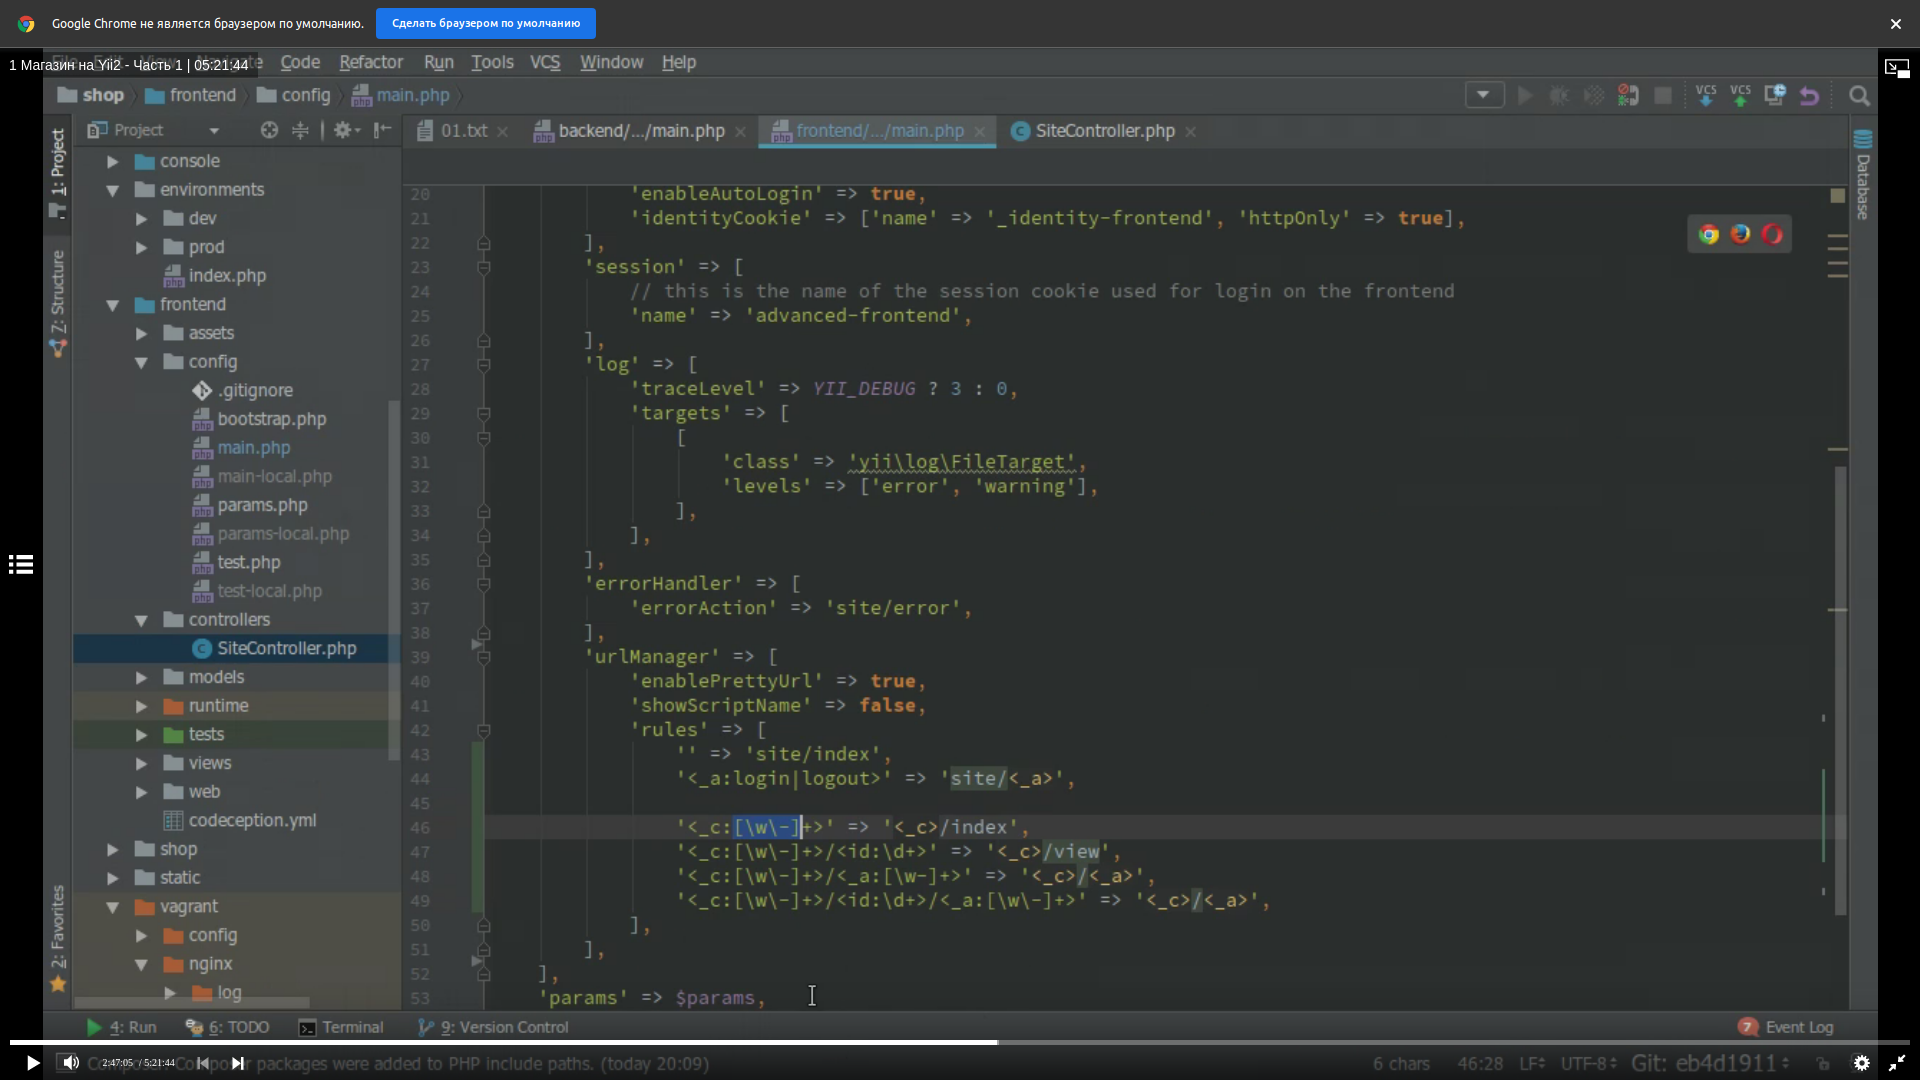 Google Chrome не является браузером по умолчанию. Сделать браузером по умолчанию
1 Магазин на Yii2 - Часть 1 | 05:21:44
Code Refactor Run Tools VCS Window Help
shop frontend config main.php
VCS VCS
Project
01.txt backend/.../main.php frontend/.../main.php SiteController.php
1: Project
7: Structure
2: Favorites
Database
console
environments
dev
prod
index.php
frontend
assets
config
.gitignore
bootstrap.php
main.php
main-local.php
params.php
params-local.php
test.php
test-local.php
controllers
SiteController.php
models
runtime
tests
views
web
codeception.yml
shop
static
vagrant
config
nginx
log
20 'enableAutoLogin' => true,
21 'identityCookie' => ['name' => '_identity-frontend', 'httpOnly' => true],
22 ],
23 'session' => [
24 // this is the name of the session cookie used for login on the frontend
25 'name' => 'advanced-frontend',
26 ],
27 'log' => [
28 'traceLevel' => YII_DEBUG ? 3 : 0,
29 'targets' => [
30 [
31 'class' => 'yii\log\FileTarget',
32 'levels' => ['error', 'warning'],
33 ],
34 ],
35 ],
36 'errorHandler' => [
37 'errorAction' => 'site/error',
38 ],
39 'urlManager' => [
40 'enablePrettyUrl' => true,
41 'showScriptName' => false,
42 'rules' => [
43 '' => 'site/index',
44 '<_a:login|logout>' => 'site/<_a>',
45
46 '<_c:[\w\-]+>' => '<_c>/index',
47 '<_c:[\w\-]+>/<id:\d+>' => '<_c>/view',
48 '<_c:[\w\-]+>/<_a:[\w-]+>' => '<_c>/<_a>',
49 '<_c:[\w\-]+>/<id:\d+>/<_a:[\w\-]+>' => '<_c>/<_a>',
50 ],
51 ],
52 ],
53 'params' => $params,
4: Run 6: TODO Terminal 9: Version Control 7 Event Log
2:47:05 / 5:21:44 packages were added to PHP include paths. (today 20:09) 6 chars 46:28 LF UTF-8 Git: eb4d1911